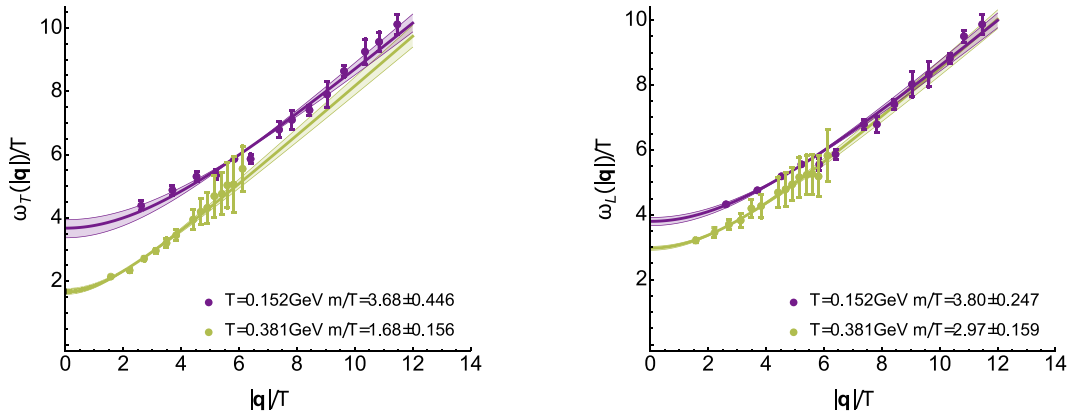 10
8
6
4
2
0 2 4 6 8 10 12 14
ω_T(|q|)/T
|q|/T
T=0.152GeV m/T=3.68±0.446
T=0.381GeV m/T=1.68±0.156
10
8
6
4
2
0 2 4 6 8 10 12 14
ω_L(|q|)/T
|q|/T
T=0.152GeV m/T=3.80±0.247
T=0.381GeV m/T=2.97±0.159